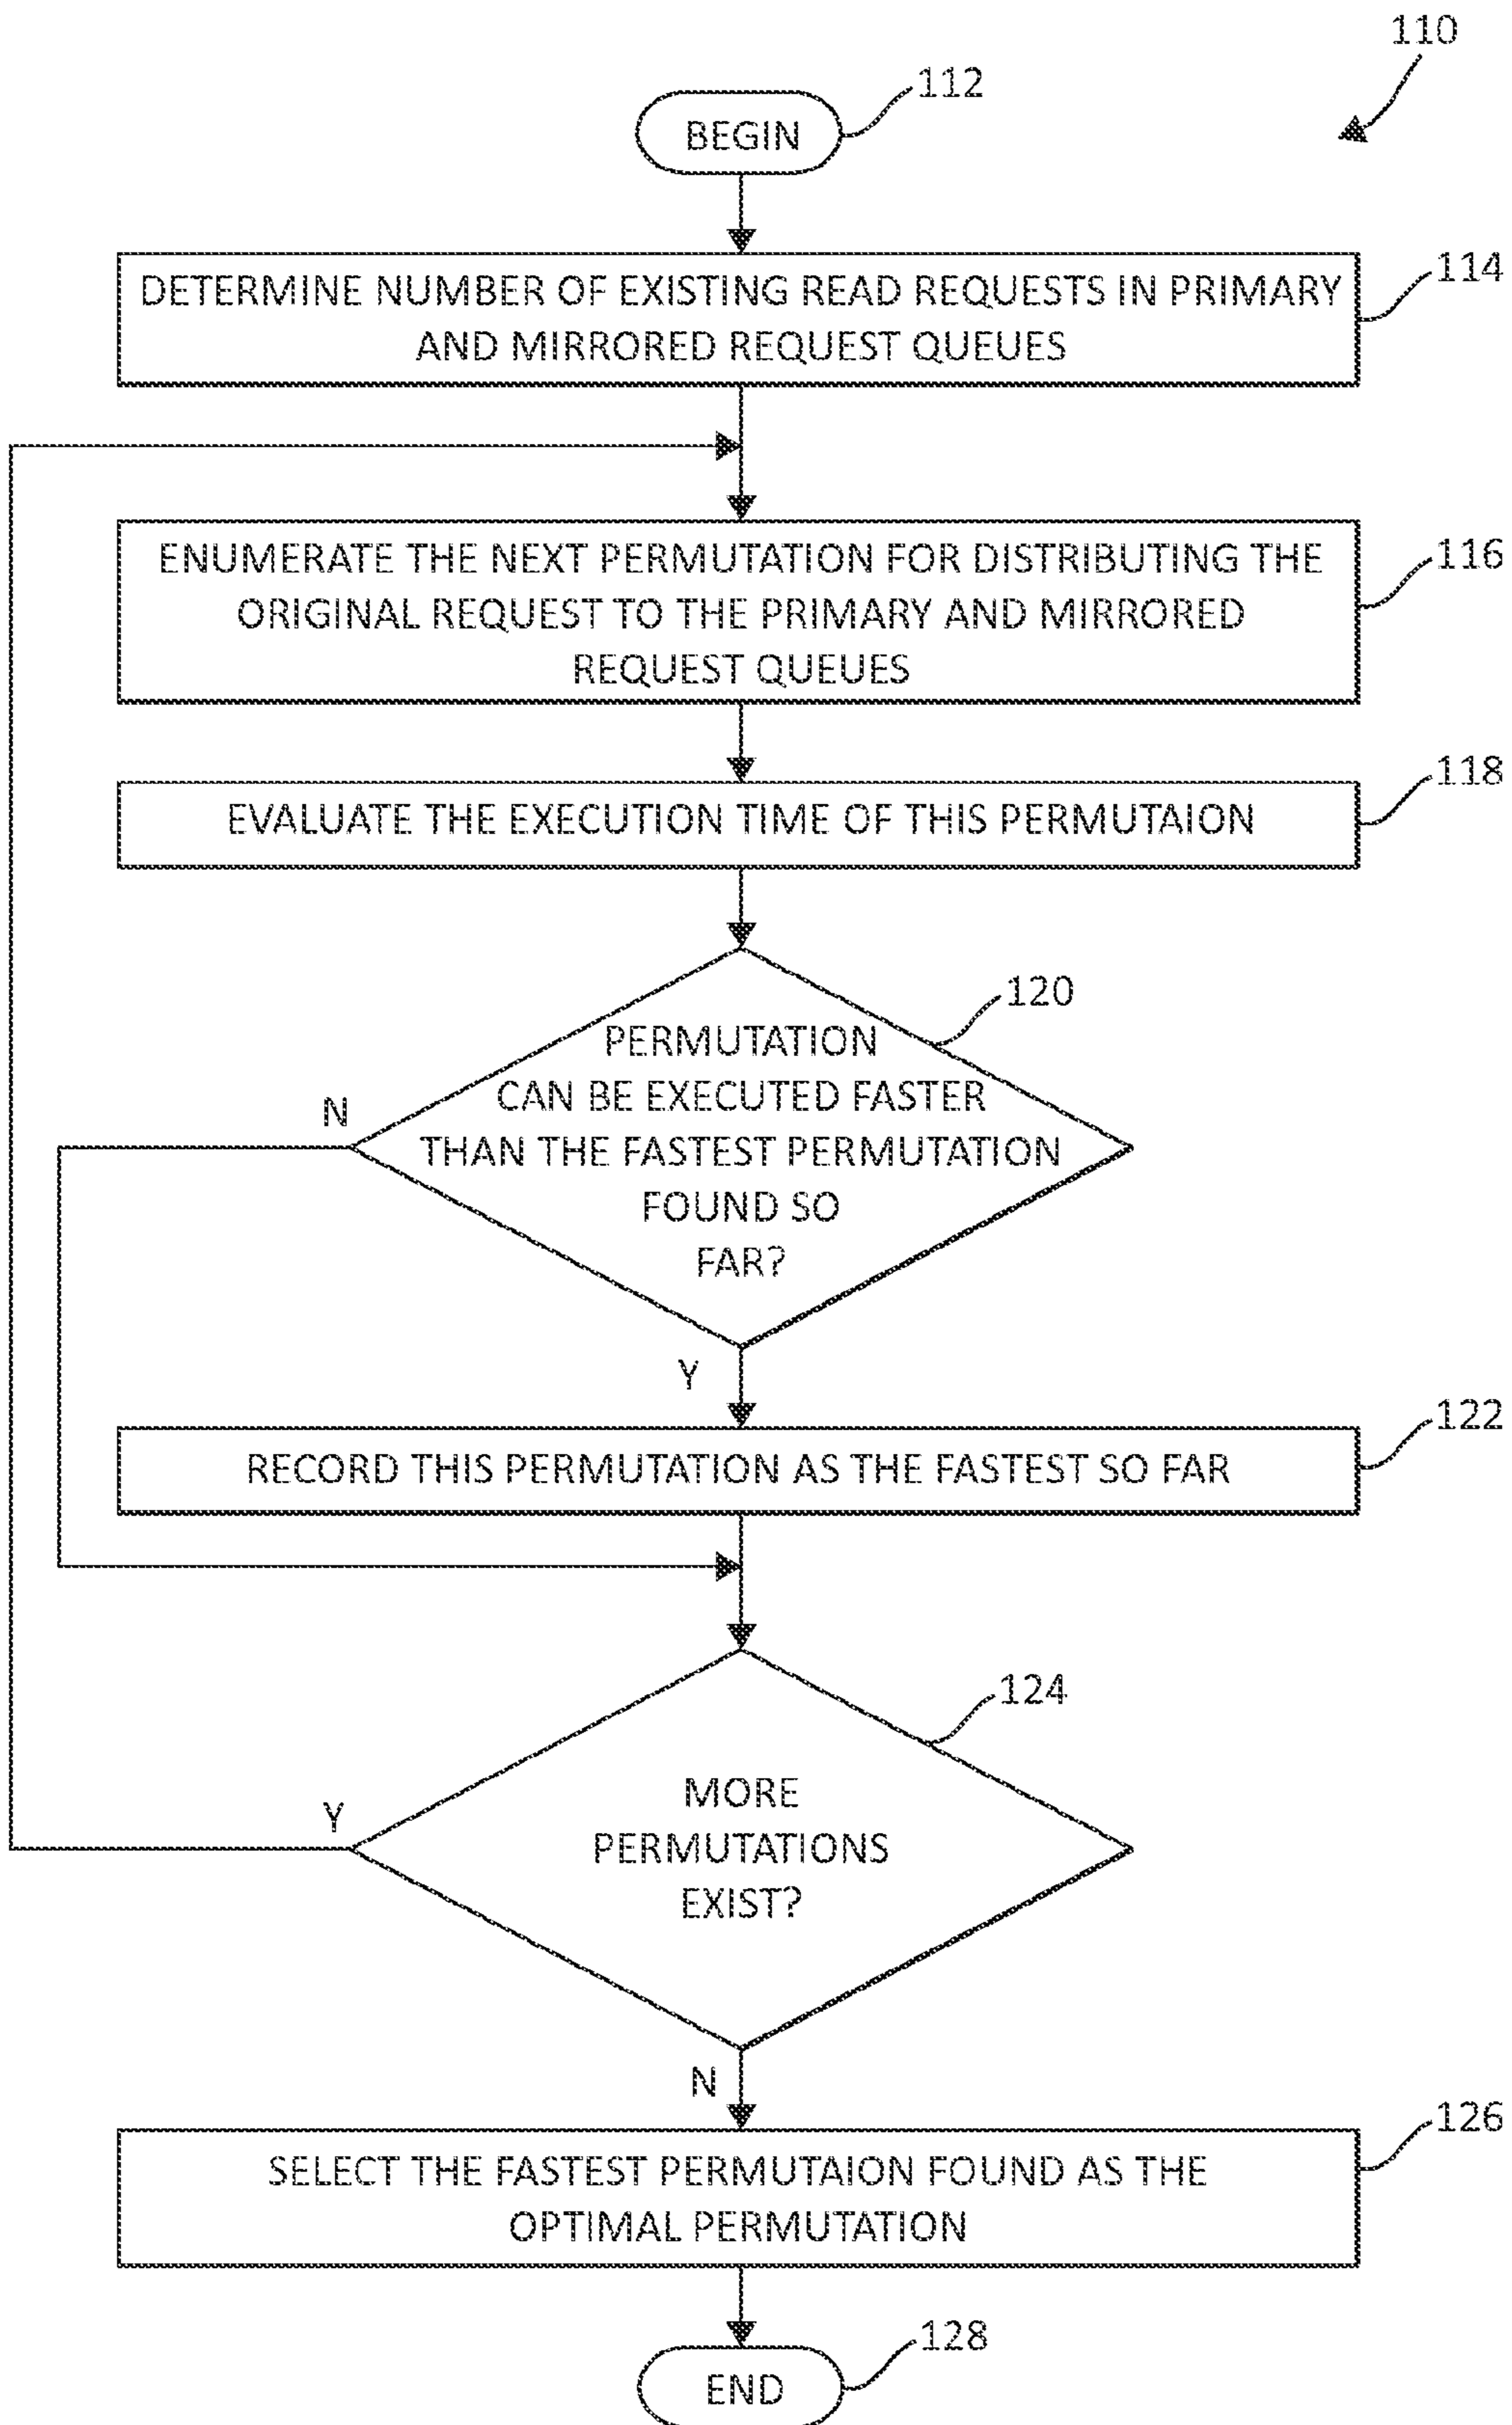 110
BEGIN
112
DETERMINE NUMBER OF EXISTING READ REQUESTS IN PRIMARY
AND MIRRORED REQUEST QUEUES
114
ENUMERATE THE NEXT PERMUTATION FOR DISTRIBUTING THE
ORIGINAL REQUEST TO THE PRIMARY AND MIRRORED
REQUEST QUEUES
116
EVALUATE THE EXECUTION TIME OF THIS PERMUTAION
118
120
PERMUTATION
CAN BE EXECUTED FASTER
THAN THE FASTEST PERMUTATION
FOUND SO
FAR?
N
Y
RECORD THIS PERMUTATION AS THE FASTEST SO FAR
122
124
MORE
PERMUTATIONS
EXIST?
Y
N
SELECT THE FASTEST PERMUTAION FOUND AS THE
OPTIMAL PERMUTATION
126
END
128